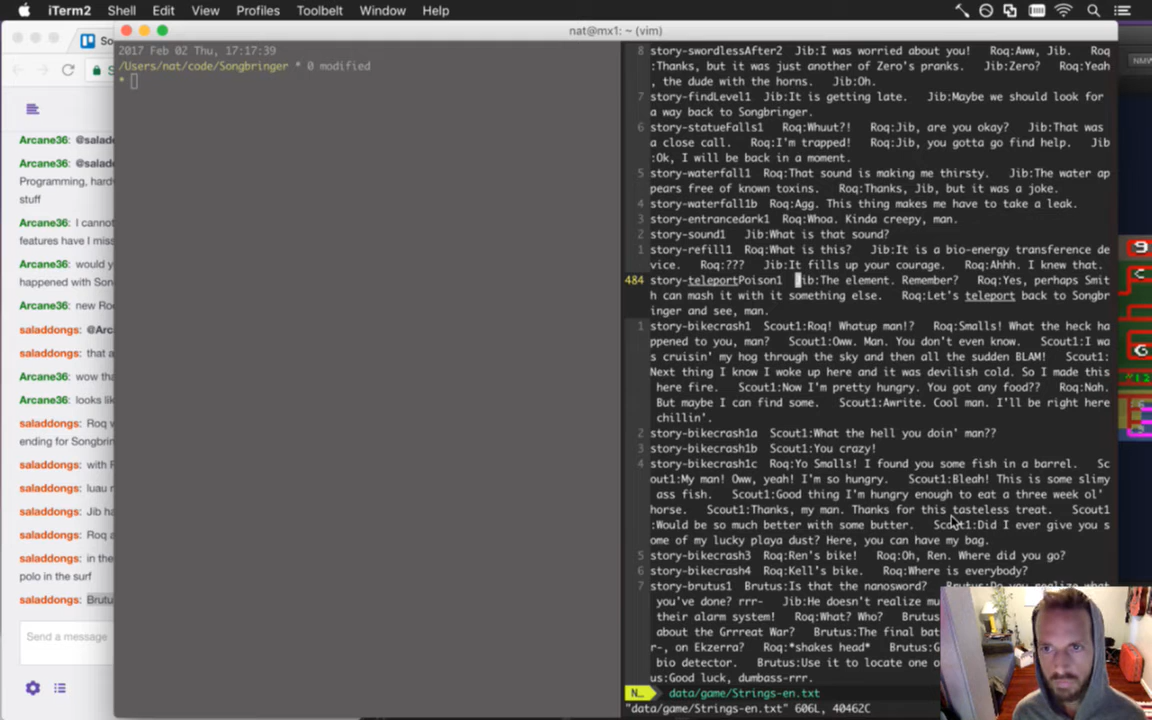 iTerm2 Shell Edit View Profiles Toolbelt Window Help
nat@mx1: ~ (vim)
So
NMW
2017 Feb 02 Thu, 17:17:39
/Users/nat/code/Songbringer * 0 modified
*
Arcane36: @salad
Arcane36: @salad
Programming, hard
stuff
Arcane36: I cannot
features have I miss
Arcane36: would y
happened with Son
Arcane36: new Ro
saladdongs: @Arc
saladdongs: that a
Arcane36: wow tha
Arcane36: looks lik
saladdongs: Roq w
ending for Songbrin
saladdongs: with R
saladdongs: luau m
saladdongs: Jib ha
saladdongs: Roq a
saladdongs: in the
polo in the surf
saladdongs: Brutu
Send a message
8 story-swordlessAfter2 Jib:I was worried about you! Roq:Aww, Jib. Roq
:Thanks, but it was just another of Zero's pranks. Jib:Zero? Roq:Yeah
, the dude with the horns. Jib:Oh.
7 story-findLevel1 Jib:It is getting late. Jib:Maybe we should look for
a way back to Songbringer.
6 story-statueFalls1 Roq:Whuut?! Roq:Jib, are you okay? Jib:That was
a close call. Roq:I'm trapped! Roq:Jib, you gotta go find help. Jib
:Ok, I will be back in a moment.
5 story-waterfall1 Roq:That sound is making me thirsty. Jib:The water ap
pears free of known toxins. Roq:Thanks, Jib, but it was a joke.
4 story-waterfall1b Roq:Agg. This thing makes me have to take a leak.
3 story-entrancedark1 Roq:Whoa. Kinda creepy, man.
2 story-sound1 Jib:What is that sound?
1 story-refill1 Roq:What is this? Jib:It is a bio-energy transference de
vice. Roq:??? Jib:It fills up your courage. Roq:Ahhh. I knew that.
484 story-teleportPoison1 Jib:The element. Remember? Roq:Yes, perhaps Smit
h can mash it with it something else. Roq:Let's teleport back to Songbr
inger and see, man.
1 story-bikecrash1 Scout1:Roq! Whatup man!? Roq:Smalls! What the heck ha
ppened to you, man? Scout1:Oww. Man. You don't even know. Scout1:I wa
s cruisin' my hog through the sky and then all the sudden BLAM! Scout1:
Next thing I know I woke up here and it was devilish cold. So I made this
here fire. Scout1:Now I'm pretty hungry. You got any food?? Roq:Nah.
But maybe I can find some. Scout1:Awrite. Cool man. I'll be right here
chillin'.
2 story-bikecrash1a Scout1:What the hell you doin' man??
3 story-bikecrash1b Scout1:You crazy!
4 story-bikecrash1c Roq:Yo Smalls! I found you some fish in a barrel. Sc
out1:My man! Oww, yeah! I'm so hungry. Scout1:Bleah! This is some slimy
ass fish. Scout1:Good thing I'm hungry enough to eat a three week ol'
horse. Scout1:Thanks, my man. Thanks for this tasteless treat. Scout1
:Would be so much better with some butter. Scout1:Did I ever give you s
ome of my lucky playa dust? Here, you can have my bag.
5 story-bikecrash3 Roq:Ren's bike! Roq:Oh, Ren. Where did you go?
6 story-bikecrash4 Roq:Kell's bike. Roq:Where is everybody?
7 story-brutus1 Brutus:Is that the nanosword? Brutus:Do you realize what
you've done? rrr- Jib:He doesn't realize mu
their alarm system! Roq:What? Who? Brutus
about the Grrreat War? Brutus:The final bat
r-, on Ekzerra? Roq:*shakes head* Brutus:G
bio detector. Brutus:Use it to locate one o
us:Good luck, dumbass-rrr.
N... data/game/Strings-en.txt
"data/game/Strings-en.txt" 606L, 40462C